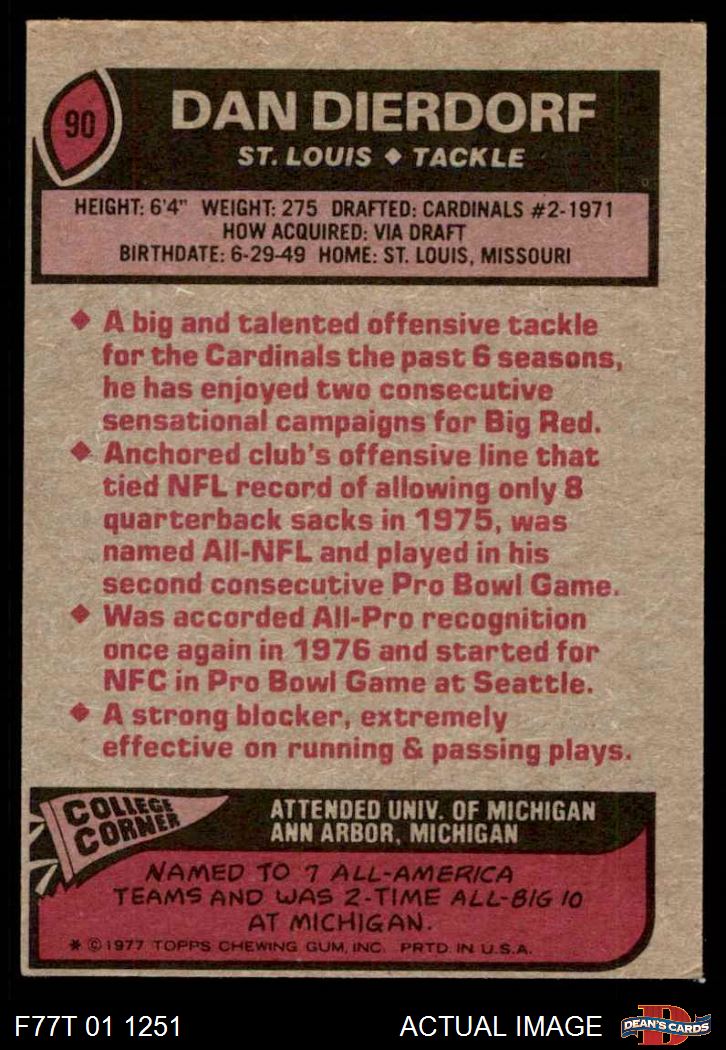 90
DAN DIERDORF
ST. LOUIS ◆ TACKLE
HEIGHT: 6'4" WEIGHT: 275 DRAFTED: CARDINALS #2-1971
HOW ACQUIRED: VIA DRAFT
BIRTHDATE: 6-29-49 HOME: ST. LOUIS, MISSOURI
◆ A big and talented offensive tackle
for the Cardinals the past 6 seasons,
he has enjoyed two consecutive
sensational campaigns for Big Red.
◆ Anchored club's offensive line that
tied NFL record of allowing only 8
quarterback sacks in 1975, was
named All-NFL and played in his
second consecutive Pro Bowl Game.
◆ Was accorded All-Pro recognition
once again in 1976 and started for
NFC in Pro Bowl Game at Seattle.
◆ A strong blocker, extremely
effective on running & passing plays.
COLLEGE
CORNER
ATTENDED UNIV. OF MICHIGAN
ANN ARBOR, MICHIGAN
NAMED TO 7 ALL-AMERICA
TEAMS AND WAS 2-TIME ALL-BIG 10
AT MICHIGAN.
* © 1977 TOPPS CHEWING GUM, INC. PRTD. IN U.S.A.
F77T 01 1251
ACTUAL IMAGE
D
DEAN'S CARDS